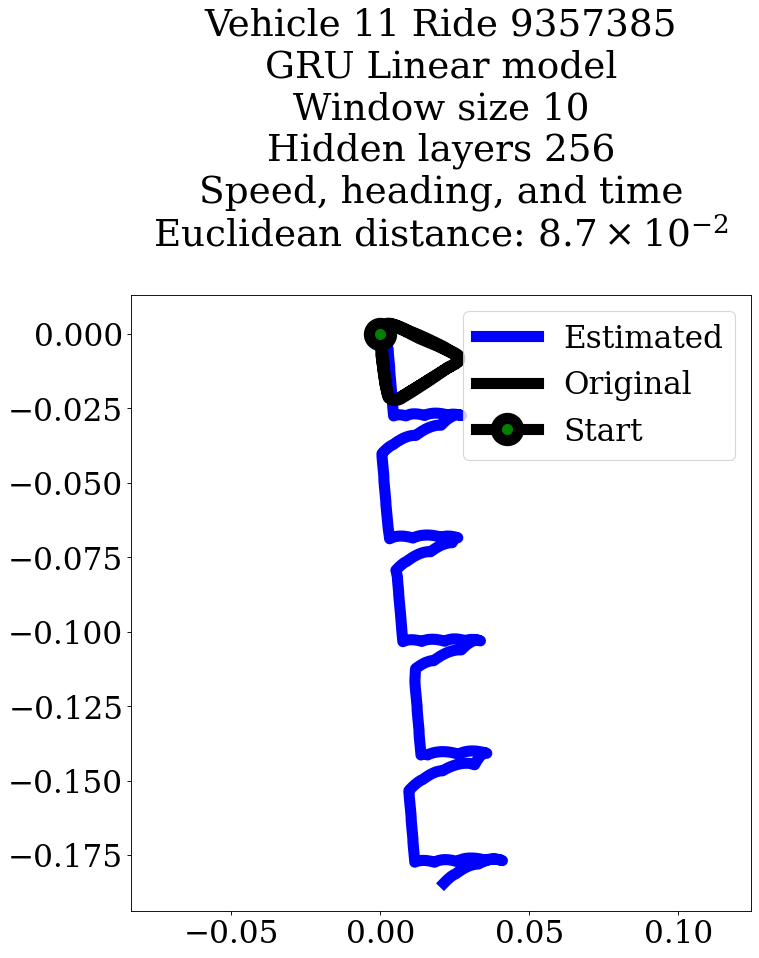 Vehicle 11 Ride 9357385
GRU Linear model
Window size 10
Hidden layers 256
Speed, heading, and time
Euclidean distance: 8.7 × 10⁻²
Estimated
Original
Start
0.000
−0.025
−0.050
−0.075
−0.100
−0.125
−0.150
−0.175
−0.05
0.00
0.05
0.10